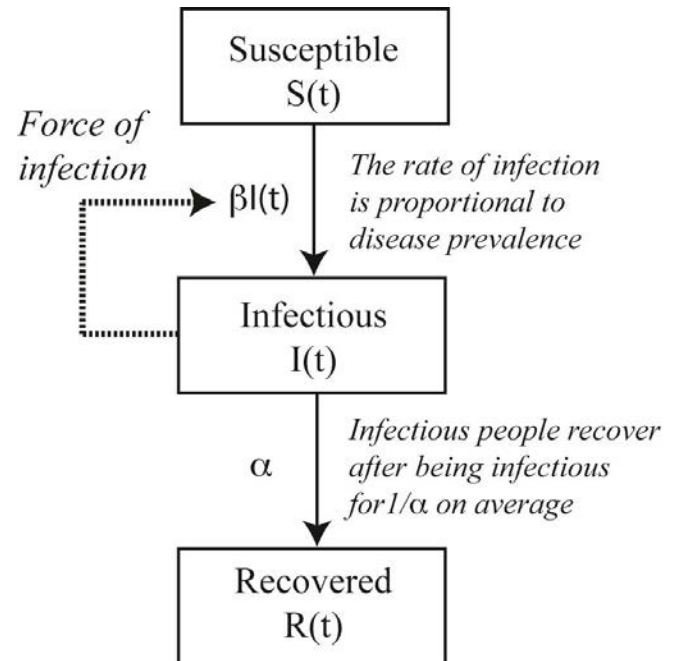 Susceptible
S(t)
Force of
infection
βI(t)
The rate of infection
is proportional to
disease prevalence
Infectious
I(t)
α
Infectious people recover
after being infectious
for1/α on average
Recovered
R(t)